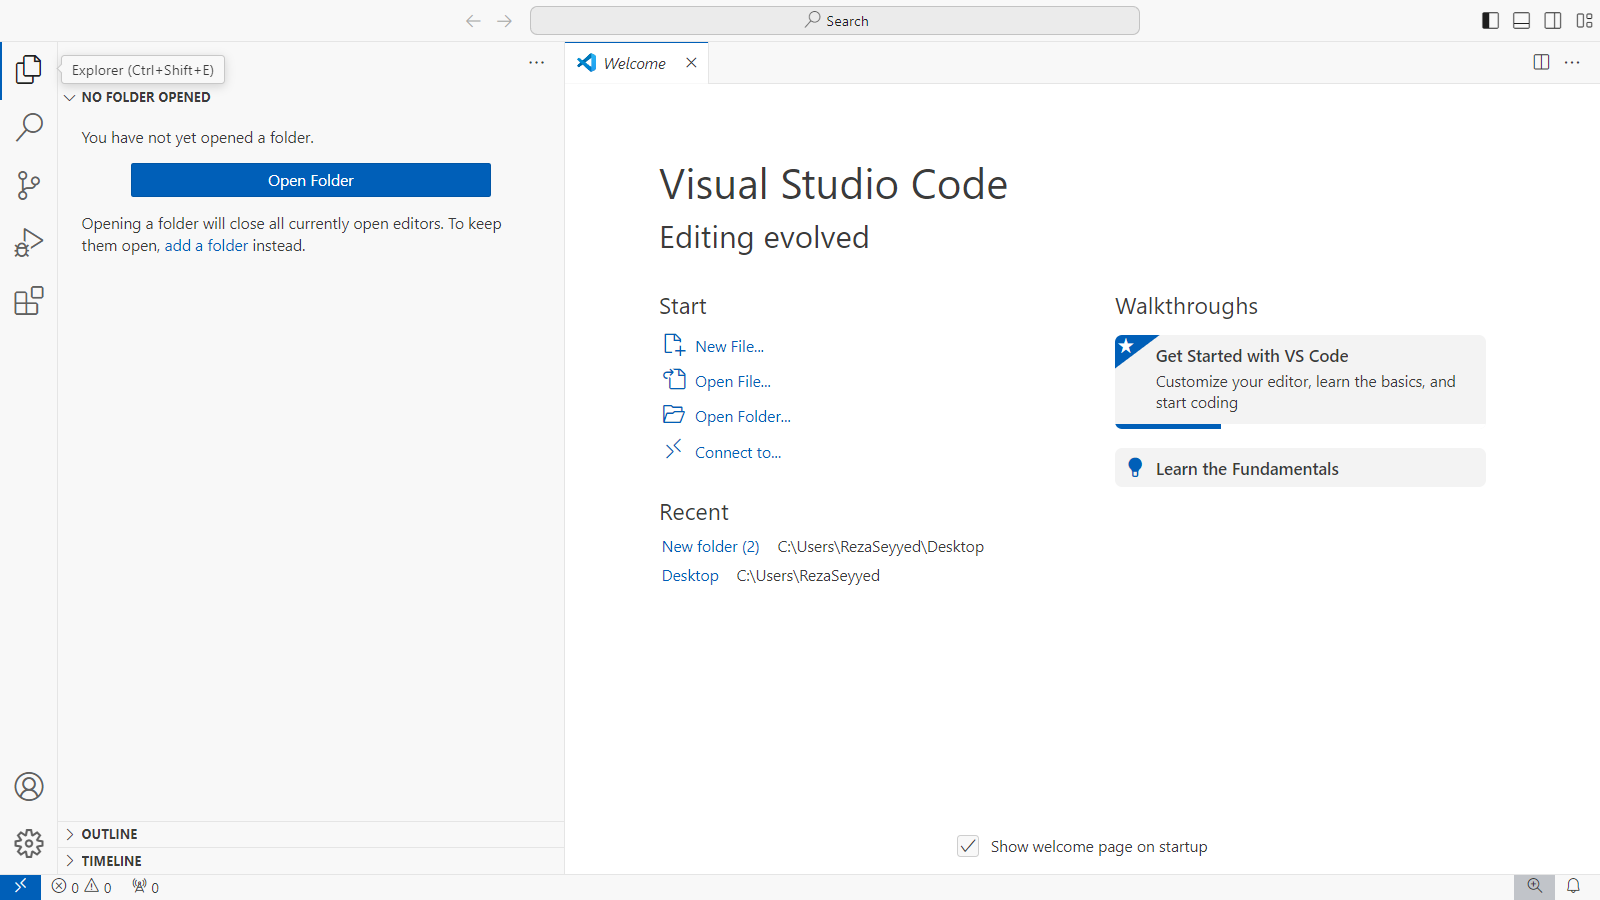 Search
Explorer (Ctrl+Shift+E)
Welcome
NO FOLDER OPENED
You have not yet opened a folder.
Open Folder
Opening a folder will close all currently open editors. To keep
them open, add a folder instead.
Visual Studio Code
Editing evolved
Start
New File...
Open File...
Open Folder...
Connect to...
Recent
New folder (2) C:\Users\RezaSeyyed\Desktop
Desktop C:\Users\RezaSeyyed
Walkthroughs
Get Started with VS Code
Customize your editor, learn the basics, and
start coding
Learn the Fundamentals
Show welcome page on startup
OUTLINE
TIMELINE
0 0 0